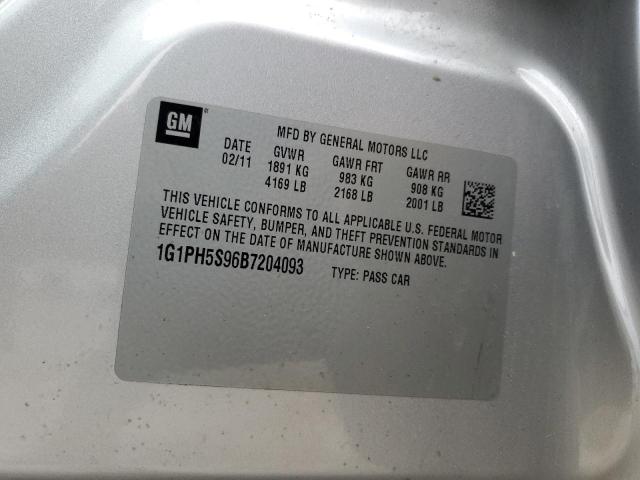 GM
MFD BY GENERAL MOTORS LLC
DATE GVWR GAWR FRT GAWR RR
02/11 1891 KG 983 KG 908 KG
4169 LB 2168 LB 2001 LB
THIS VEHICLE CONFORMS TO ALL APPLICABLE U.S. FEDERAL MOTOR
VEHICLE SAFETY, BUMPER, AND THEFT PREVENTION STANDARDS IN
EFFECT ON THE DATE OF MANUFACTURE SHOWN ABOVE.
1G1PH5S96B7204093 TYPE: PASS CAR